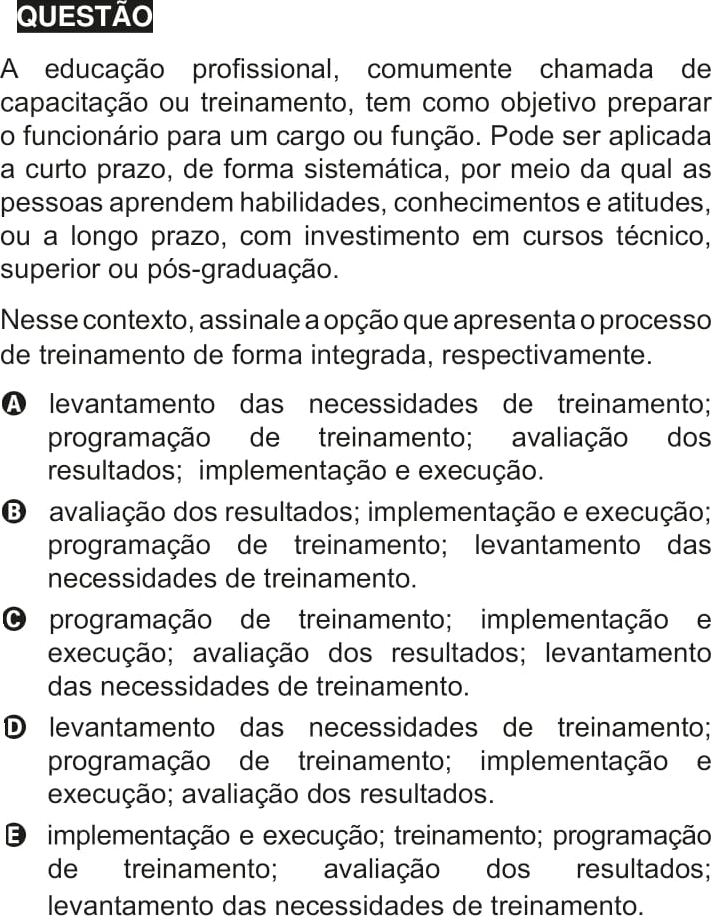 QUESTÃO
A educação profissional, comumente chamada de
capacitação ou treinamento, tem como objetivo preparar
o funcionário para um cargo ou função. Pode ser aplicada
a curto prazo, de forma sistemática, por meio da qual as
pessoas aprendem habilidades, conhecimentos e atitudes,
ou a longo prazo, com investimento em cursos técnico,
superior ou pós-graduação.
Nesse contexto, assinale a opção que apresenta o processo
de treinamento de forma integrada, respectivamente.
A levantamento das necessidades de treinamento;
programação de treinamento; avaliação dos
resultados; implementação e execução.
B avaliação dos resultados; implementação e execução;
programação de treinamento; levantamento das
necessidades de treinamento.
C programação de treinamento; implementação e
execução; avaliação dos resultados; levantamento
das necessidades de treinamento.
D levantamento das necessidades de treinamento;
programação de treinamento; implementação e
execução; avaliação dos resultados.
E implementação e execução; treinamento; programação
de treinamento; avaliação dos resultados;
levantamento das necessidades de treinamento.